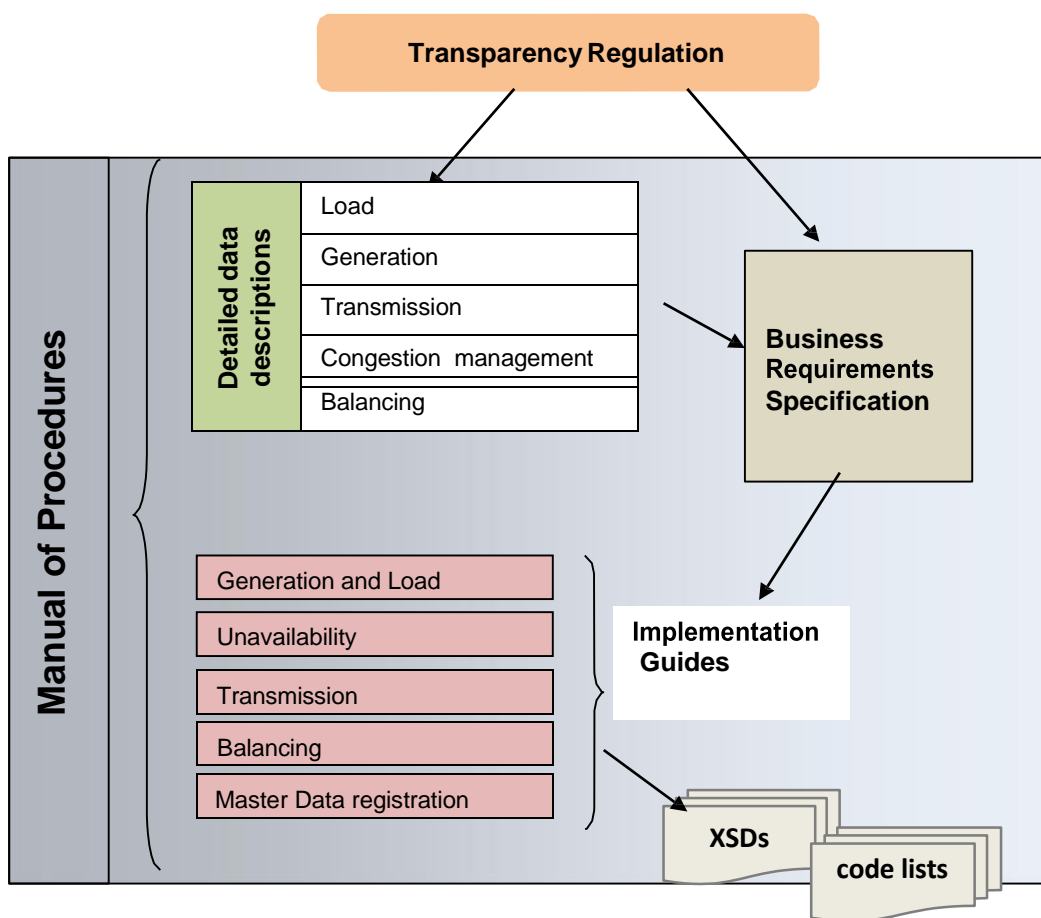 Transparency Regulation
Manual of Procedures
Detailed data
descriptions
Load
Generation
Transmission
Congestion management
Balancing
Business
Requirements
Specification
Generation and Load
Unavailability
Transmission
Balancing
Master Data registration
Implementation
Guides
XSDs
code lists